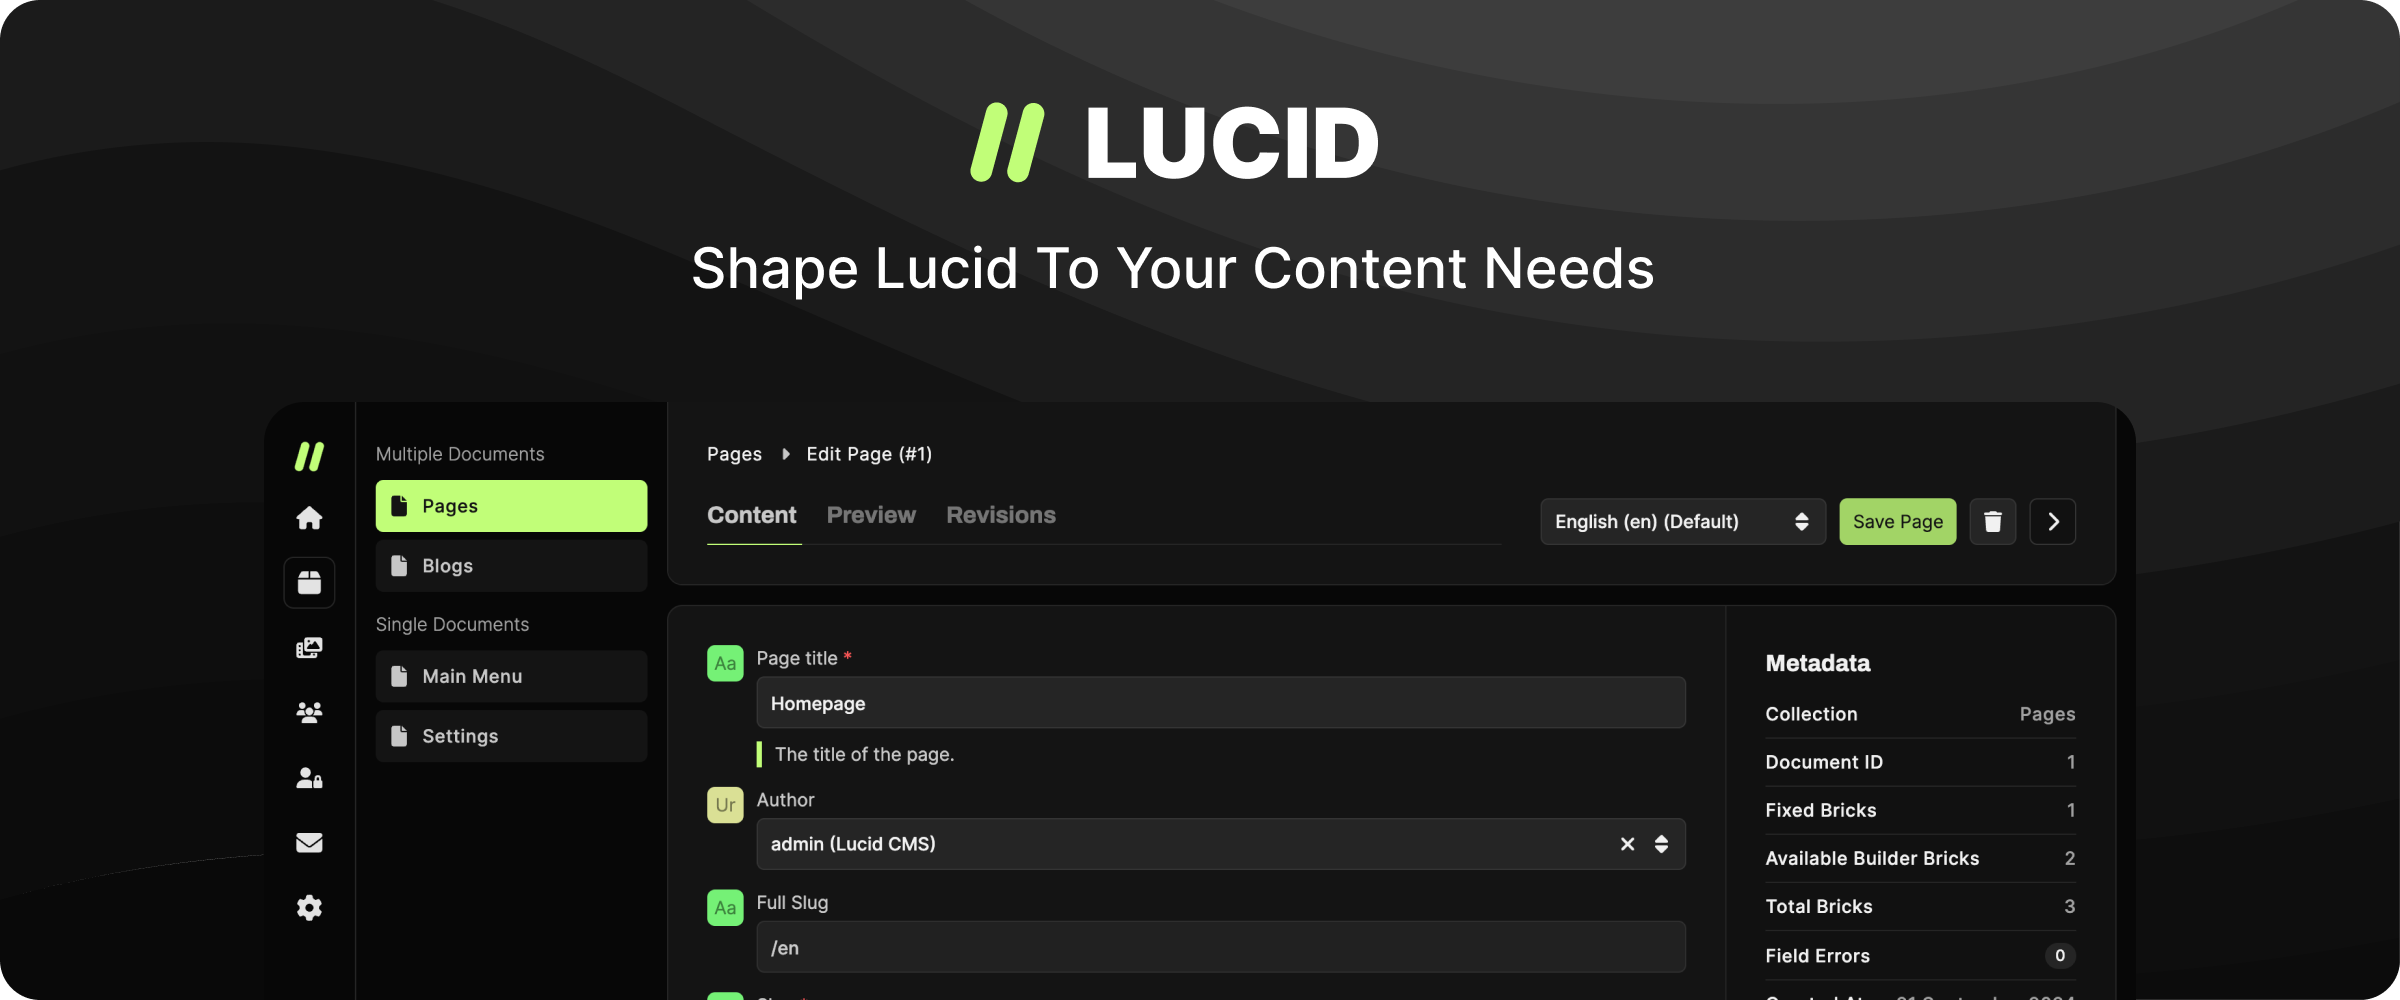 LUCID
Shape Lucid To Your Content Needs
Multiple Documents
Pages
Blogs
Single Documents
Main Menu
Settings
Pages
Edit Page (#1)
Content Preview Revisions
English (en) (Default)
Save Page
Aa
Page title *
Homepage
The title of the page.
Ur
Author
admin (Lucid CMS)
Aa
Full Slug
/en
Metadata
Collection Pages
Document ID 1
Fixed Bricks 1
Available Builder Bricks 2
Total Bricks 3
Field Errors 0